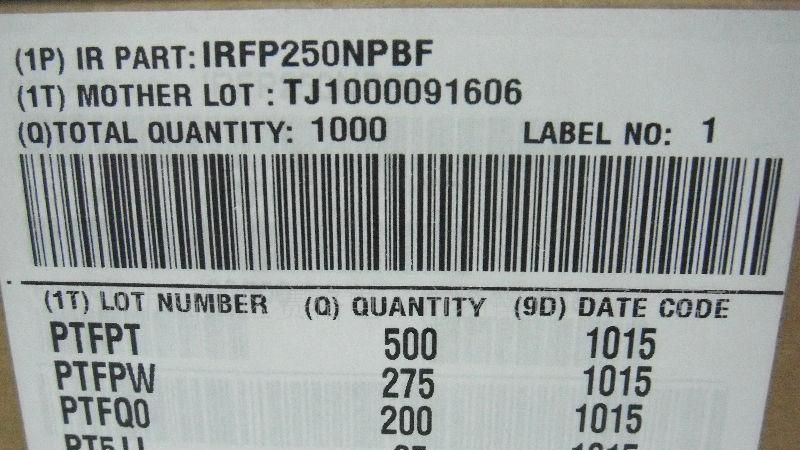 (1P) IR PART: IRFP250NPBF
(1T) MOTHER LOT : TJ1000091606
(Q)TOTAL QUANTITY: 1000 LABEL NO: 1
(1T) LOT NUMBER (Q) QUANTITY (9D) DATE CODE
PTFPT 500 1015
PTFPW 275 1015
PTFQ0 200 1015